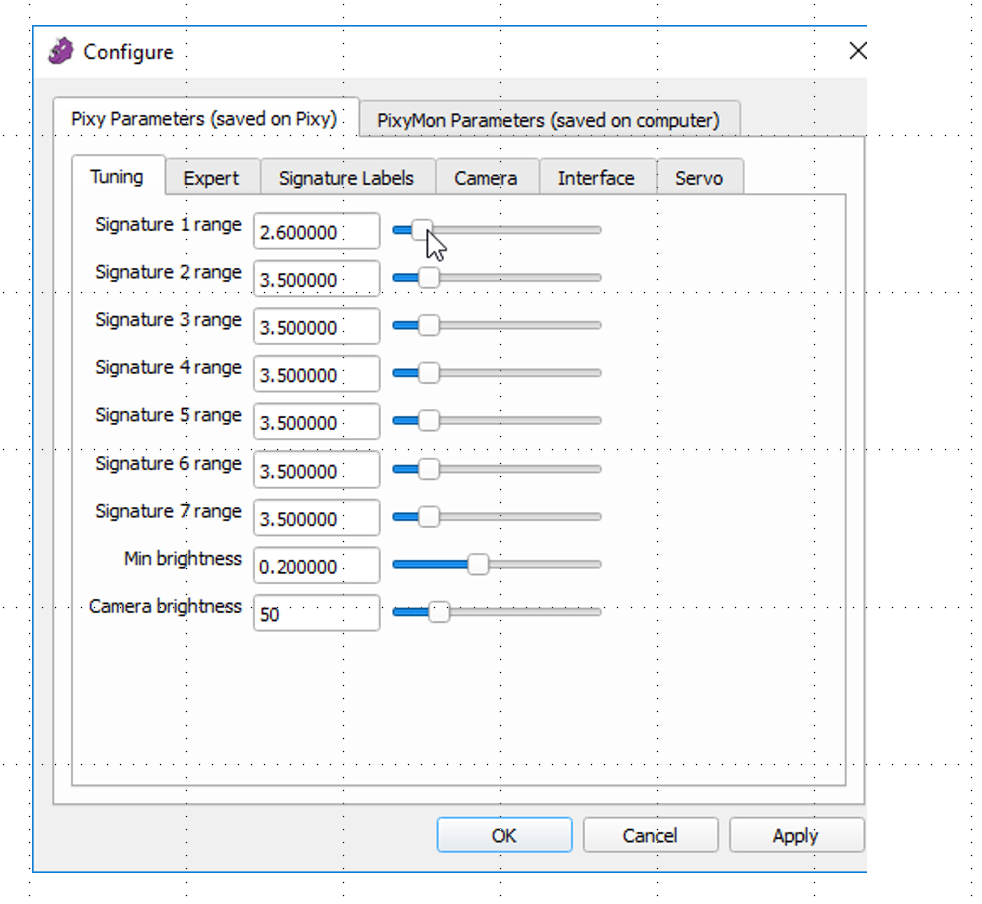 Configure
Pixy Parameters (saved on Pixy) PixyMon Parameters (saved on computer)
Tuning Expert Signature Labels Camera Interface Servo
Signature 1 range 2.600000
Signature 2 range 3.500000
Signature 3 range 3.500000
Signature 4 range 3.500000
Signature 5 range 3.500000
Signature 6 range 3.500000
Signature 7 range 3.500000
Min brightness 0.200000
Camera brightness 50
OK Cancel Apply